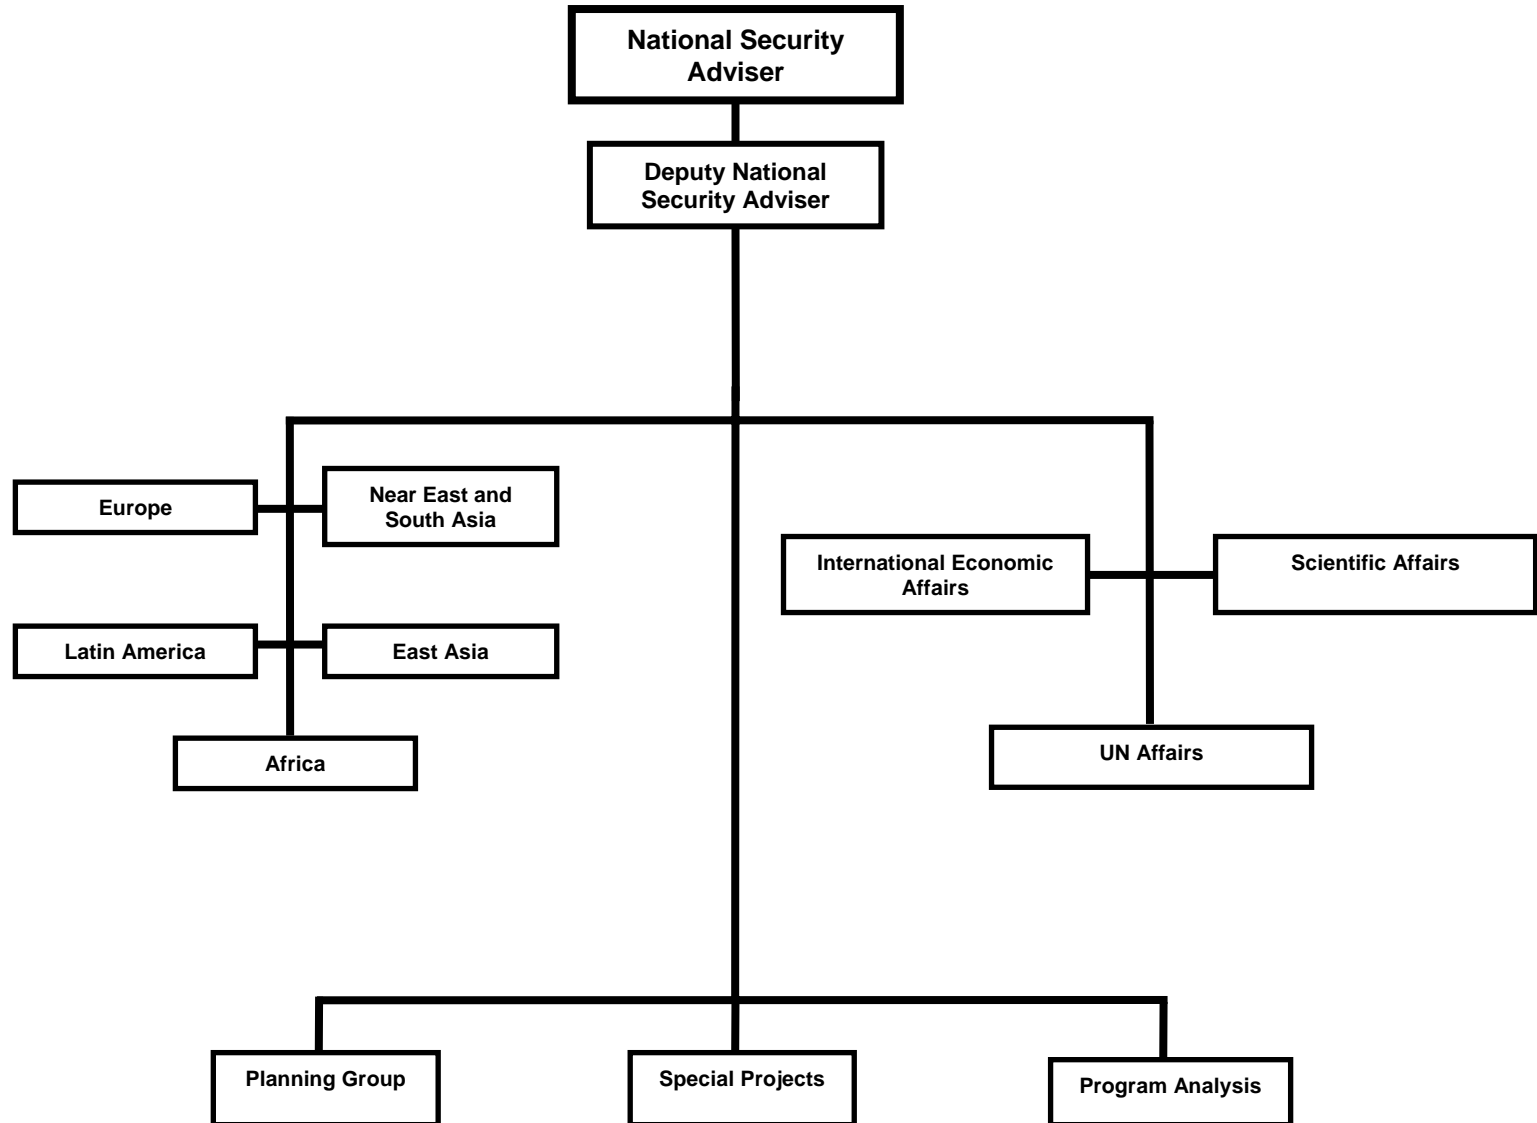 National Security
Adviser
Deputy National
Security Adviser
Europe
Near East and
South Asia
Latin America
East Asia
Africa
International Economic
Affairs
Scientific Affairs
UN Affairs
Planning Group
Special Projects
Program Analysis